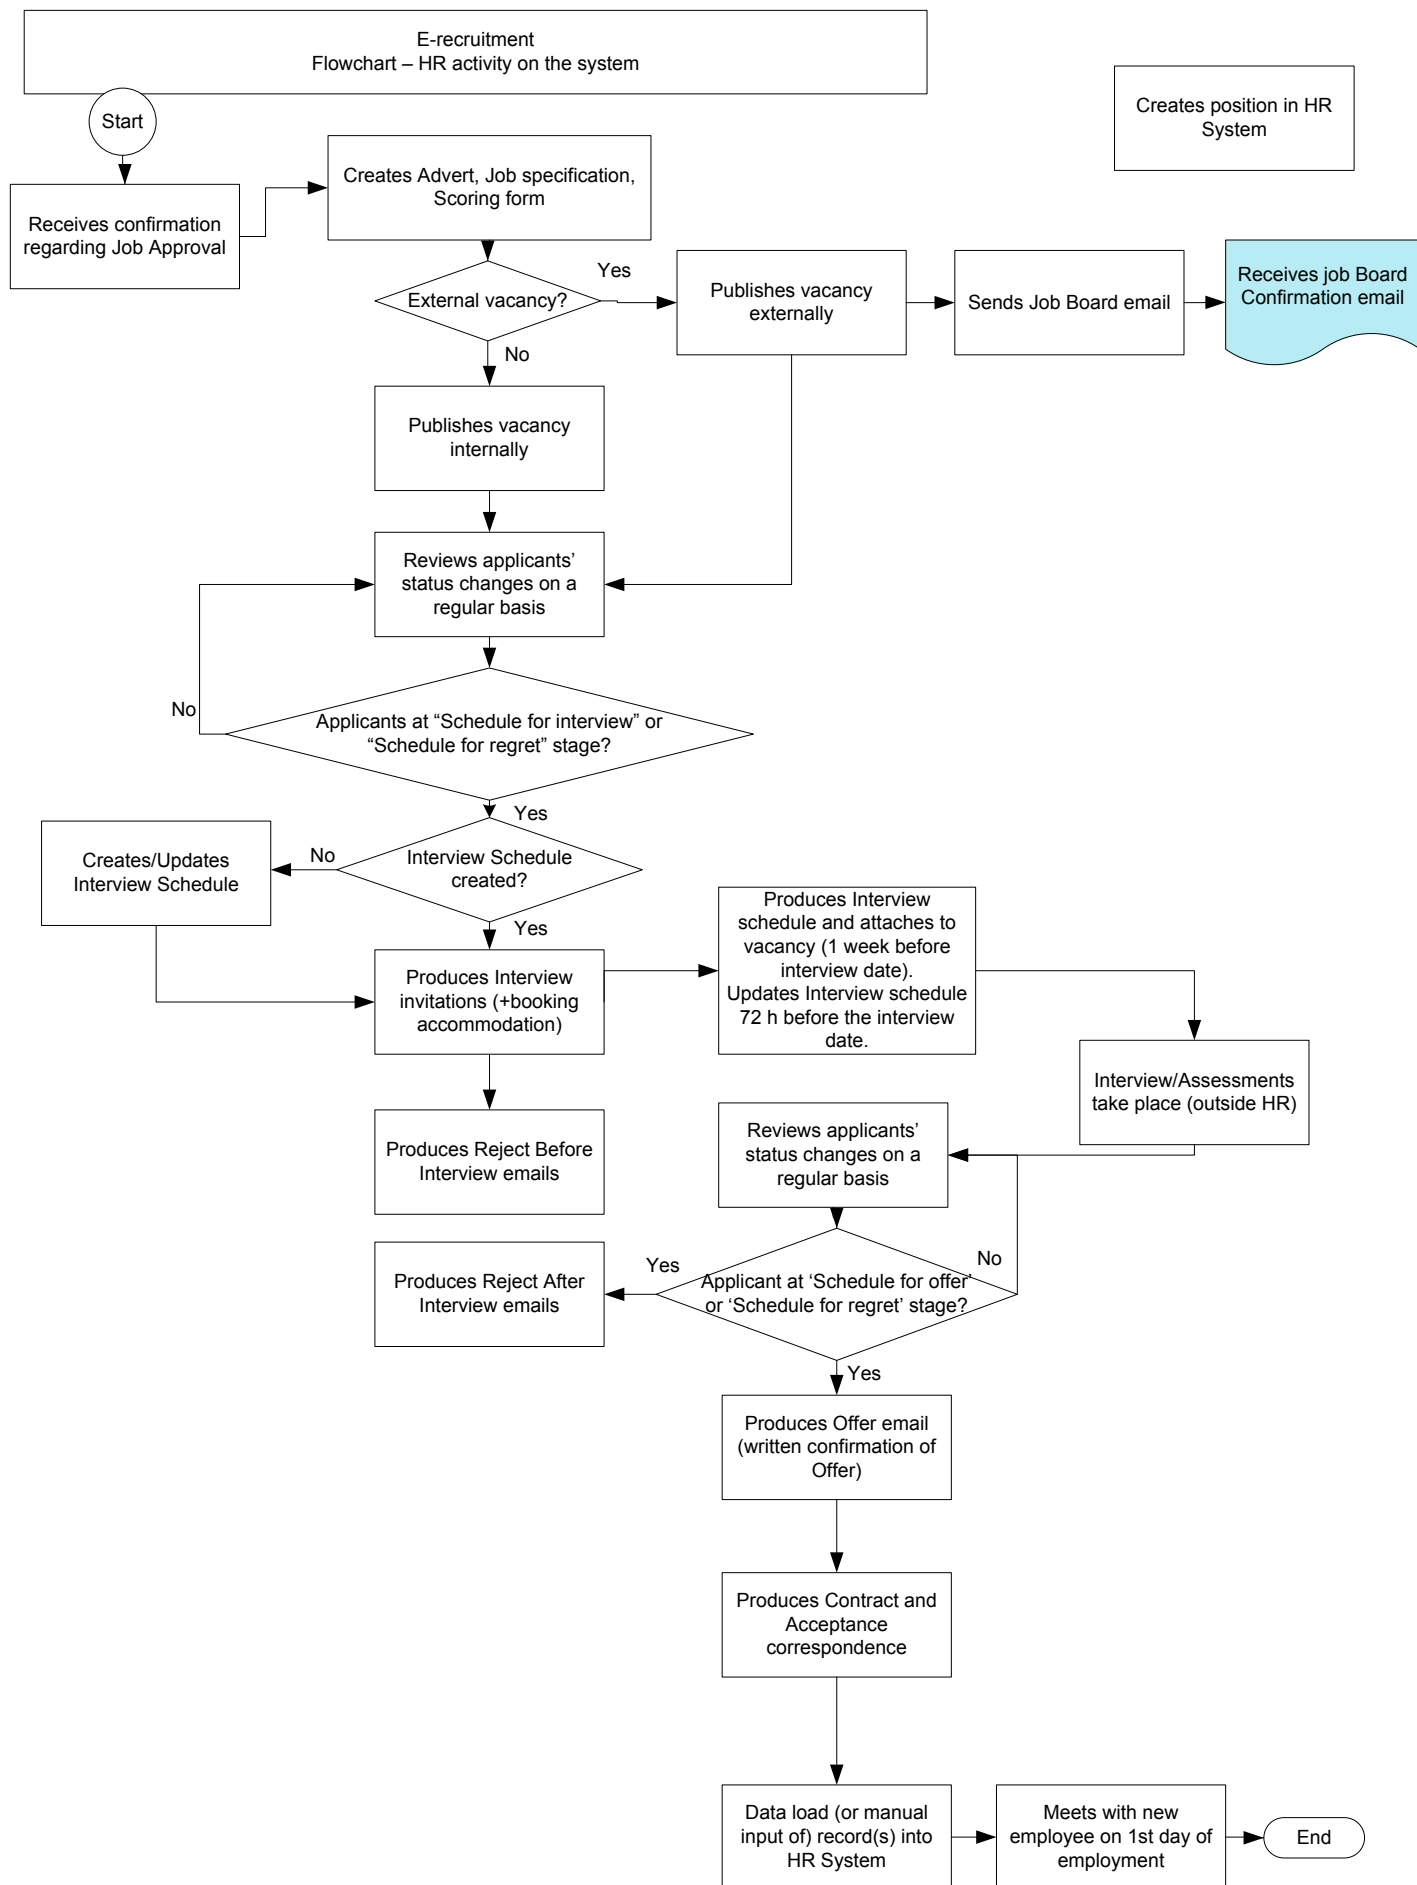 E-recruitment
Flowchart – HR activity on the system
Start
Creates position in HR
System
Creates Advert, Job specification,
Scoring form
Receives confirmation
regarding Job Approval
Yes
External vacancy?
Publishes vacancy
externally
Sends Job Board email
Receives job Board
Confirmation email
No
Publishes vacancy
internally
Reviews applicants’
status changes on a
regular basis
No
Applicants at “Schedule for interview” or
“Schedule for regret” stage?
Yes
Creates/Updates
Interview Schedule
No
Interview Schedule
created?
Yes
Produces Interview
schedule and attaches to
vacancy (1 week before
interview date).
Updates Interview schedule
72 h before the interview
date.
Produces Interview
invitations (+booking
accommodation)
Interview/Assessments
take place (outside HR)
Produces Reject Before
Interview emails
Reviews applicants’
status changes on a
regular basis
Produces Reject After
Interview emails
Yes
No
Applicant at ‘Schedule for offer’
or ‘Schedule for regret’ stage?
Yes
Produces Offer email
(written confirmation of
Offer)
Produces Contract and
Acceptance
correspondence
Data load (or manual
input of) record(s) into
HR System
Meets with new
employee on 1st day of
employment
End